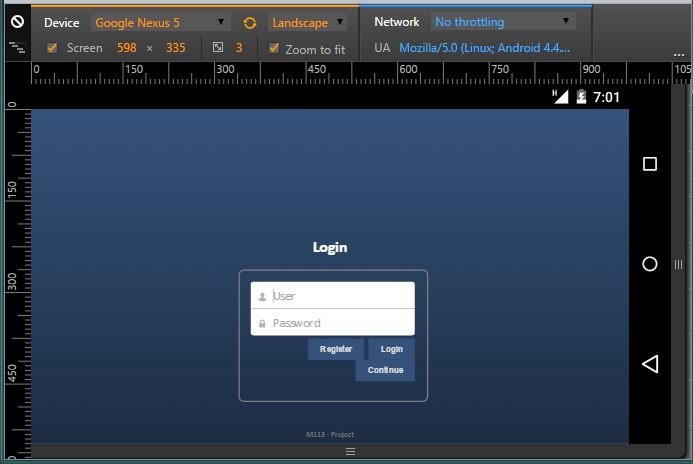 Device Google Nexus 5 Landscape Network No throttling
Screen 598 × 335 3 Zoom to fit UA Mozilla/5.0 (Linux; Android 4.4....
...
0 150 300 450 600 750 900 105
H 7:01
0
150
300
450
Login
User
Password
Register Login
Continue
M113 - Project